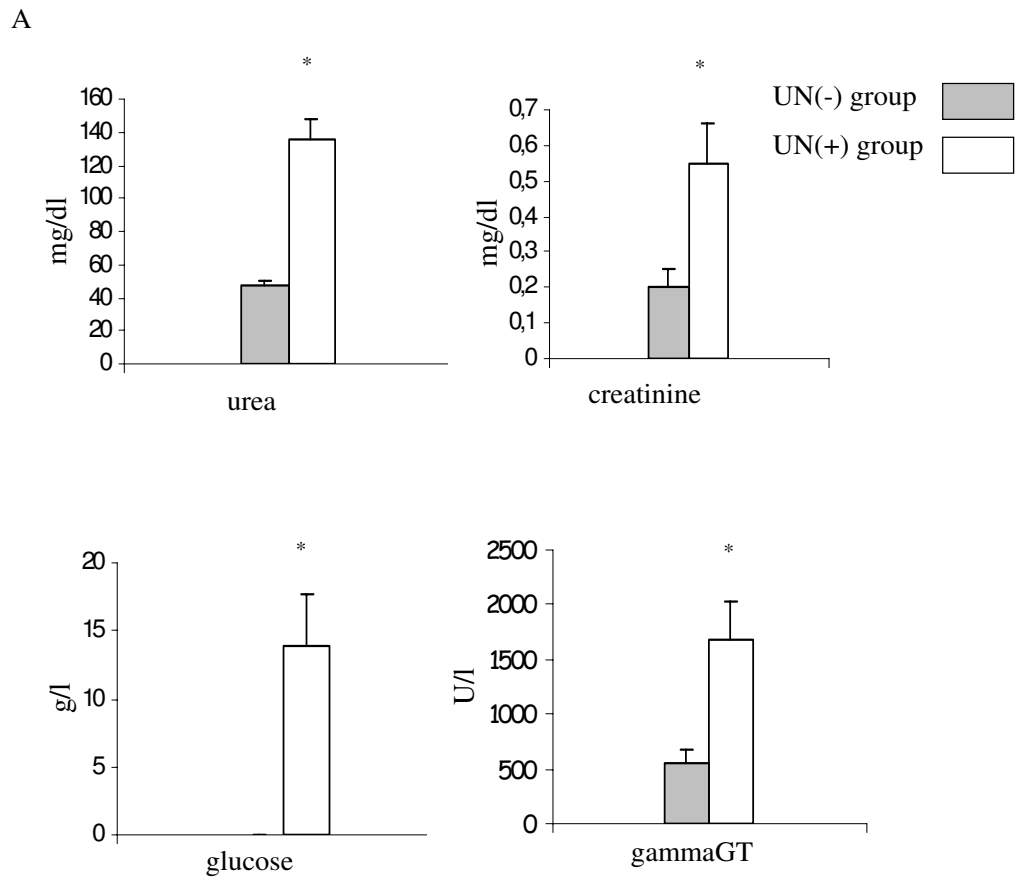 A
*
160
140
120
100
80
60
40
20
0
mg/dl
urea
*
0,7
0,6
0,5
0,4
0,3
0,2
0,1
0
mg/dl
creatinine
UN(-) group
UN(+) group
*
20
15
10
5
0
g/l
glucose
*
2500
2000
1500
1000
500
0
U/l
gammaGT